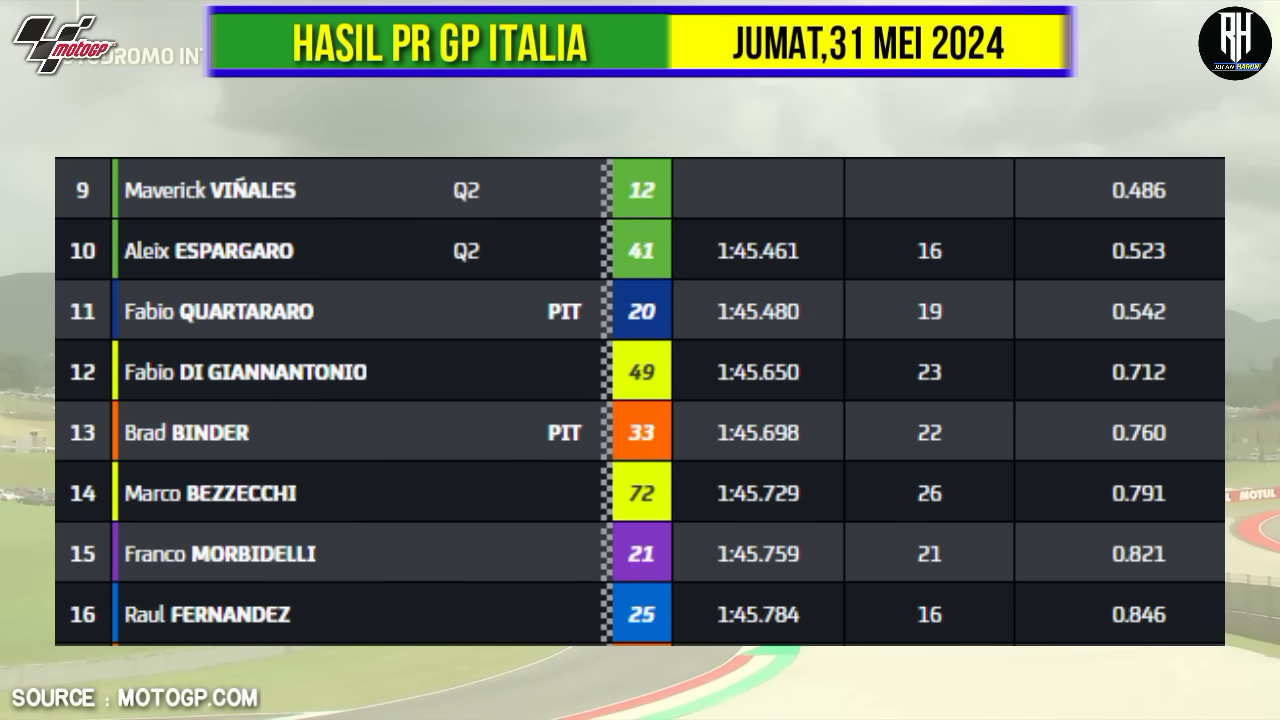 MotoGP
ODROMO INT
HASIL PR GP ITALIA
JUMAT,31 MEI 2024
RH
9 Maverick VIÑALES Q2 12 0.486
10 Aleix ESPARGARO Q2 41 1:45.461 16 0.523
11 Fabio QUARTARARO PIT 20 1:45.480 19 0.542
12 Fabio DI GIANNANTONIO 49 1:45.650 23 0.712
13 Brad BINDER PIT 33 1:45.698 22 0.760
14 Marco BEZZECCHI 72 1:45.729 26 0.791
15 Franco MORBIDELLI 21 1:45.759 21 0.821
16 Raul FERNANDEZ 25 1:45.784 16 0.846
MOTUL
SOURCE : MOTOGP.COM